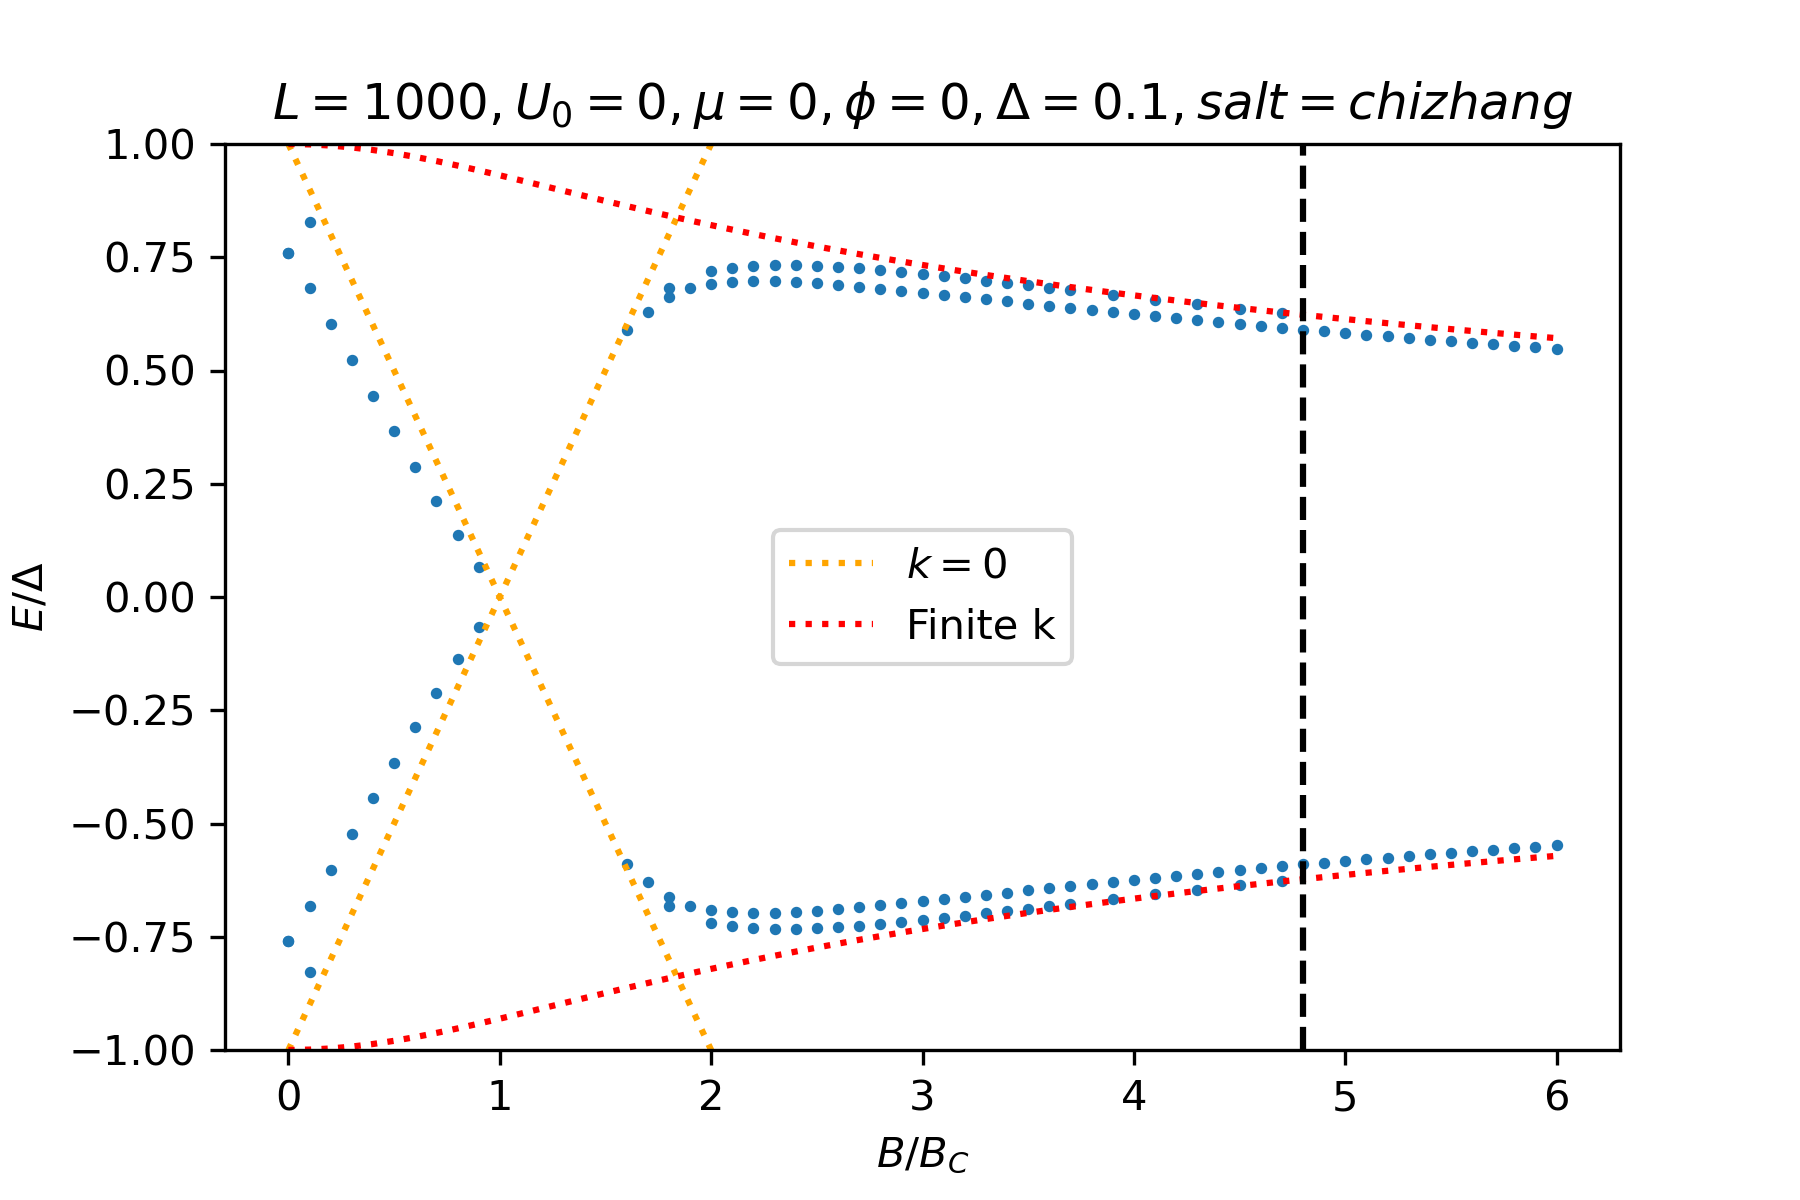 L = 1000, U₀ = 0, μ = 0, ϕ = 0, Δ = 0.1, salt = chizhang
1.00
0.75
0.50
0.25
0.00
−0.25
−0.50
−0.75
−1.00
E/Δ
k = 0
Finite k
0 1 2 3 4 5 6
B/B_C